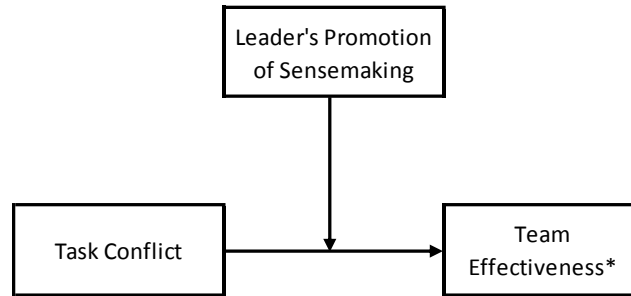 Leader's Promotion
of Sensemaking
Task Conflict
Team
Effectiveness*